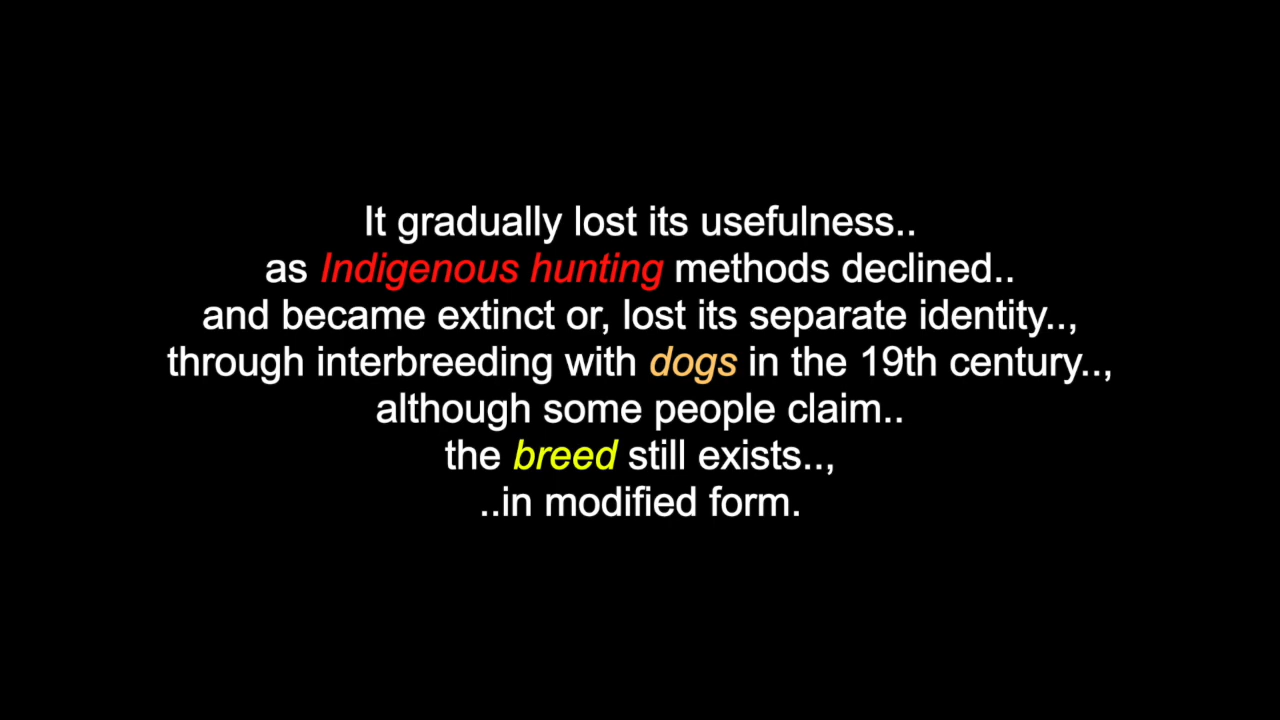 It gradually lost its usefulness..
as Indigenous hunting methods declined..
and became extinct or, lost its separate identity..,
through interbreeding with dogs in the 19th century..,
although some people claim..
the breed still exists..,
..in modified form.